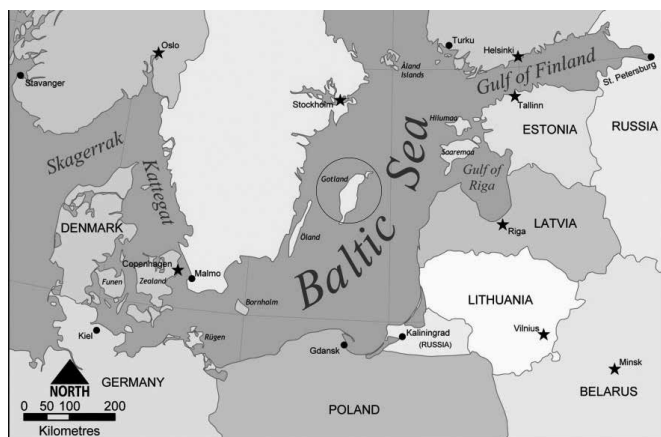 Oslo
Stavanger
Turku
Helsinki
Åland
Islands
Gulf of Finland
St. Petersburg
Stockholm
Tallinn
Hiiumaa
ESTONIA
RUSSIA
Skagerrak
Kattegat
Baltic Sea
Saaremaa
Gulf of
Riga
Gotland
DENMARK
Öland
Riga
LATVIA
Copenhagen
Malmo
Funen
Zealand
Bornholm
LITHUANIA
Kiel
Rügen
Gdansk
Kaliningrad
(RUSSIA)
Vilnius
Minsk
NORTH
GERMANY
POLAND
BELARUS
0 50 100 200
Kilometres